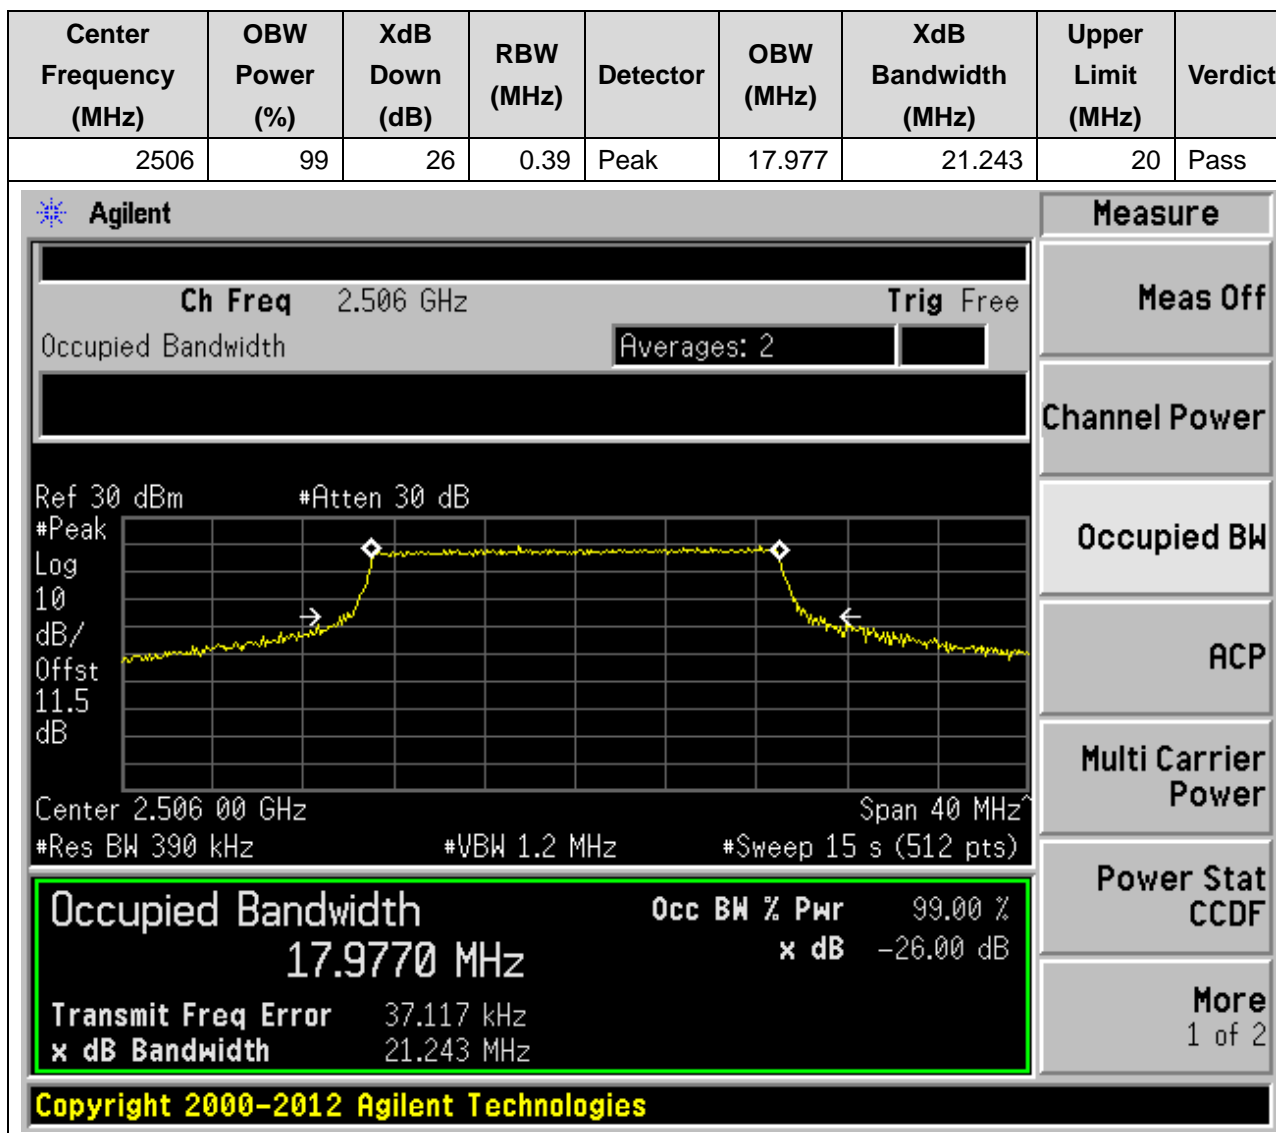 Center Frequency (MHz) OBW Power (%) XdB Down (dB) RBW (MHz) Detector OBW (MHz) XdB Bandwidth (MHz) Upper Limit (MHz) Verdict
2506 99 26 0.39 Peak 17.977 21.243 20 Pass
Agilent
Measure
Ch Freq 2.506 GHz Trig Free
Meas Off
Occupied Bandwidth Averages: 2
Channel Power
Ref 30 dBm #Atten 30 dB
#Peak
Log
10
dB/
Offst
11.5
dB
Occupied BW
ACP
Multi Carrier
Power
Center 2.506 00 GHz Span 40 MHz^
#Res BW 390 kHz #VBW 1.2 MHz #Sweep 15 s (512 pts)
Power Stat
CCDF
Occupied Bandwidth Occ BW % Pwr 99.00 %
17.9770 MHz x dB -26.00 dB
Transmit Freq Error 37.117 kHz
x dB Bandwidth 21.243 MHz
More
1 of 2
Copyright 2000-2012 Agilent Technologies